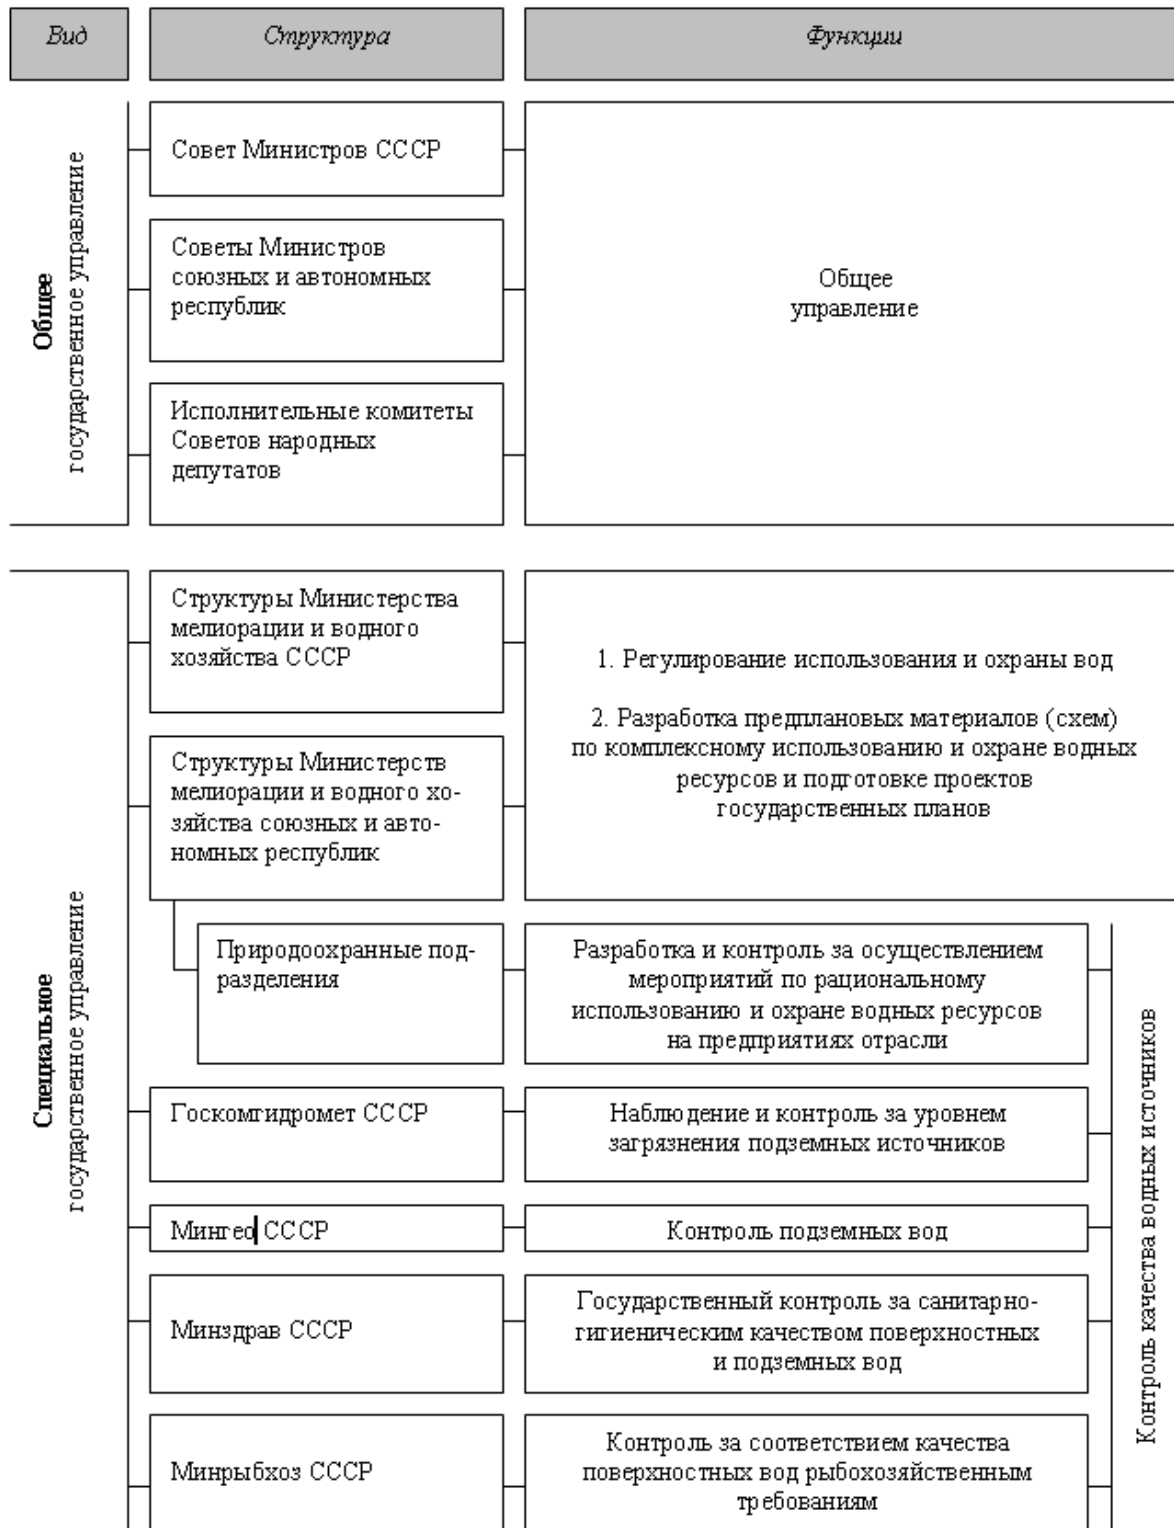 Вид
Структура
Функции
Общее
государственное управление
Совет Министров СССР
Советы Министров
союзных и автономных
республик
Исполнительные комитеты
Советов народных
депутатов
Общее
управление
Специальное
государственное управление
Структуры Министерства
мелиорации и водного
хозяйства СССР
Структуры Министерств
мелиорации и водного хо-
зяйства союзных и авто-
номных республик
1. Регулирование использования и охраны вод
2. Разработка предплановых материалов (схем)
по комплексному использованию и охране водных
ресурсов и подготовке проектов
государственных планов
Природоохранные под-
разделения
Разработка и контроль за осуществлением
мероприятий по рациональному
использованию и охране водных ресурсов
на предприятиях отрасли
Госкомгидромет СССР
Наблюдение и контроль за уровнем
загрязнения подземных источников
Мингео СССР
Контроль подземных вод
Минздрав СССР
Государственный контроль за санитарно-
гигиеническим качеством поверхностных
и подземных вод
Минрыбхоз СССР
Контроль за соответствием качества
поверхностных вод рыбохозяйственным
требованиям
Контроль качества водных источников